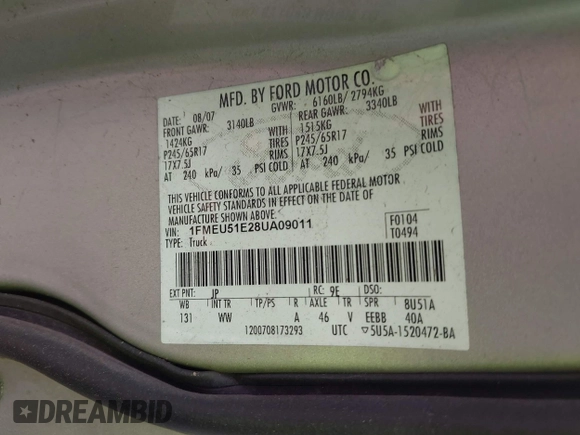 MFD. BY FORD MOTOR CO.
DATE: 08/07 GVWR: 6160LB/ 2794KG
FRONT GAWR: 3140LB REAR GAWR: 3340LB
1424KG 1515KG WITH
P245/65R17 P245/65R17 TIRES
17X7.5J 17X7.5J RIMS
AT 240 kPa/ 35 PSI COLD AT 240 kPa/ 35 PSI COLD
WITH
TIRES
RIMS
THIS VEHICLE CONFORMS TO ALL APPLICABLE FEDERAL MOTOR
VEHICLE SAFETY STANDARDS IN EFFECT ON THE DATE OF
MANUFACTURE SHOWN ABOVE.
VIN: 1FMEU51E28UA09011 F0104
TYPE: Truck T0494
EXT PNT: JP RC: 9E DSO:
WB INT TR TP/PS R AXLE TR SPR 8U51A
131 WW A 46 V EEBB 40A
1200708173293 UTC ▽5U5A-1520472-BA
DREAMBID